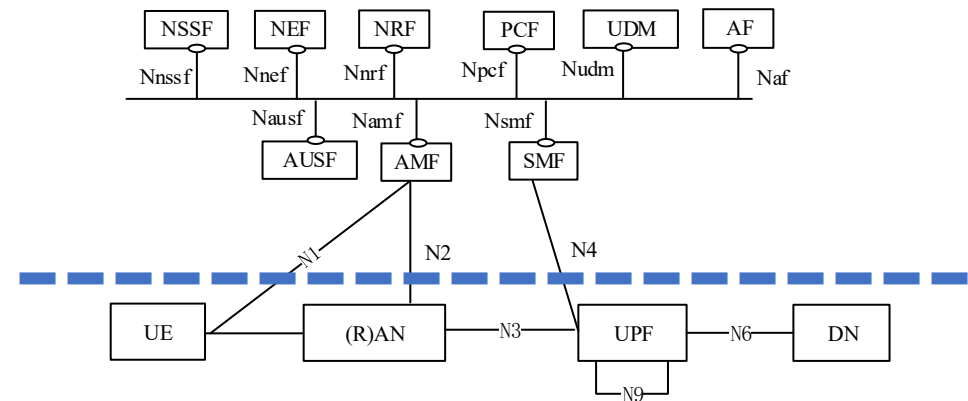 NSSF NEF NRF PCF UDM AF
Nnssf Nnef Nnrf Npcf Nudm Naf
Nausf Namf Nsmf
AUSF AMF SMF
N1 N2 N4
UE (R)AN N3 UPF N6 DN
N9